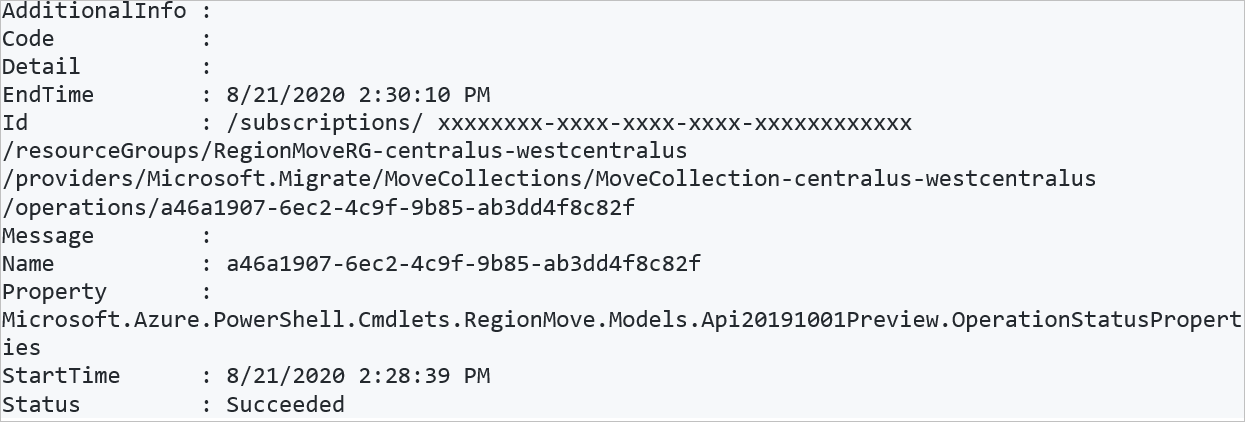 AdditionalInfo :
Code           :
Detail         :
EndTime        : 8/21/2020 2:30:10 PM
Id             : /subscriptions/ xxxxxxxx-xxxx-xxxx-xxxx-xxxxxxxxxxxx
/resourceGroups/RegionMoveRG-centralus-westcentralus
/providers/Microsoft.Migrate/MoveCollections/MoveCollection-centralus-westcentralus
/operations/a46a1907-6ec2-4c9f-9b85-ab3dd4f8c82f
Message        :
Name           : a46a1907-6ec2-4c9f-9b85-ab3dd4f8c82f
Property       :
Microsoft.Azure.PowerShell.Cmdlets.RegionMove.Models.Api20191001Preview.OperationStatusPropert
ies
StartTime      : 8/21/2020 2:28:39 PM
Status         : Succeeded